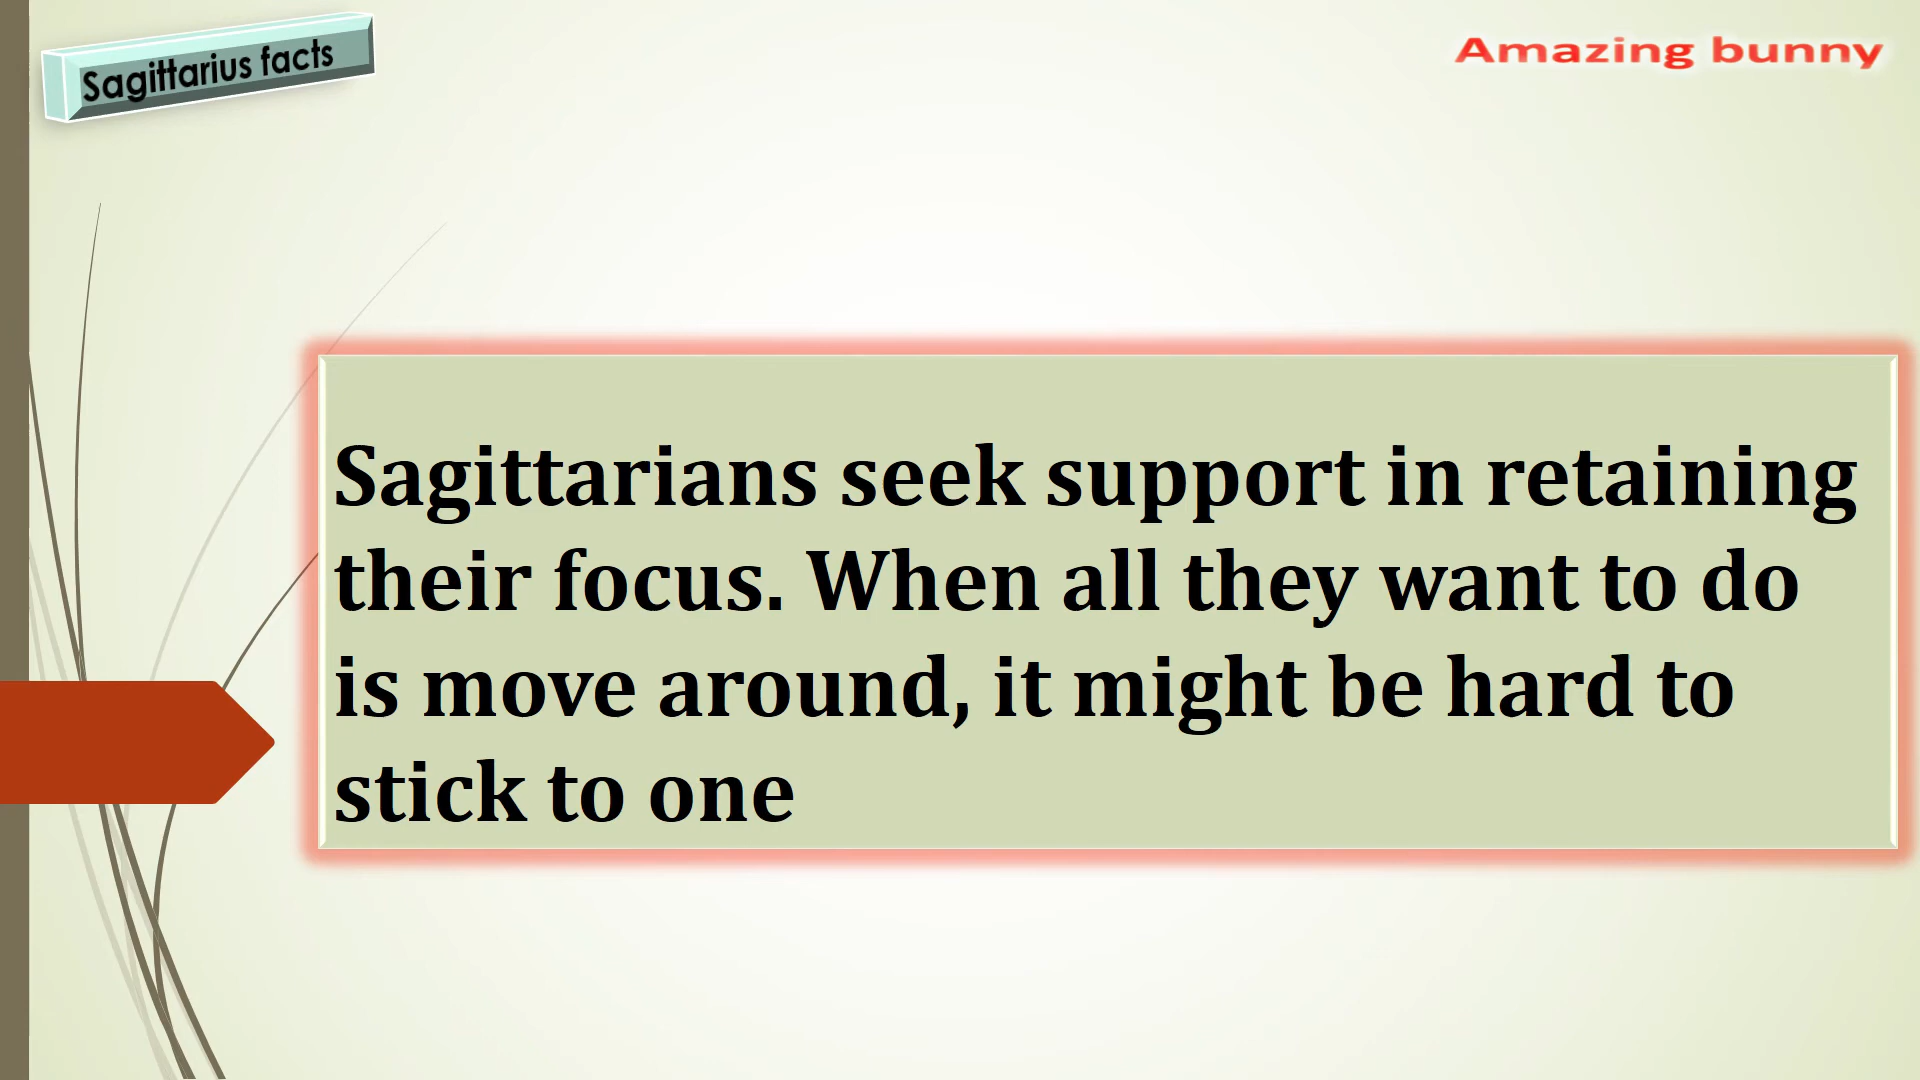 Sagittarius facts
Amazing bunny
Sagittarians seek support in retaining
their focus. When all they want to do
is move around, it might be hard to
stick to one